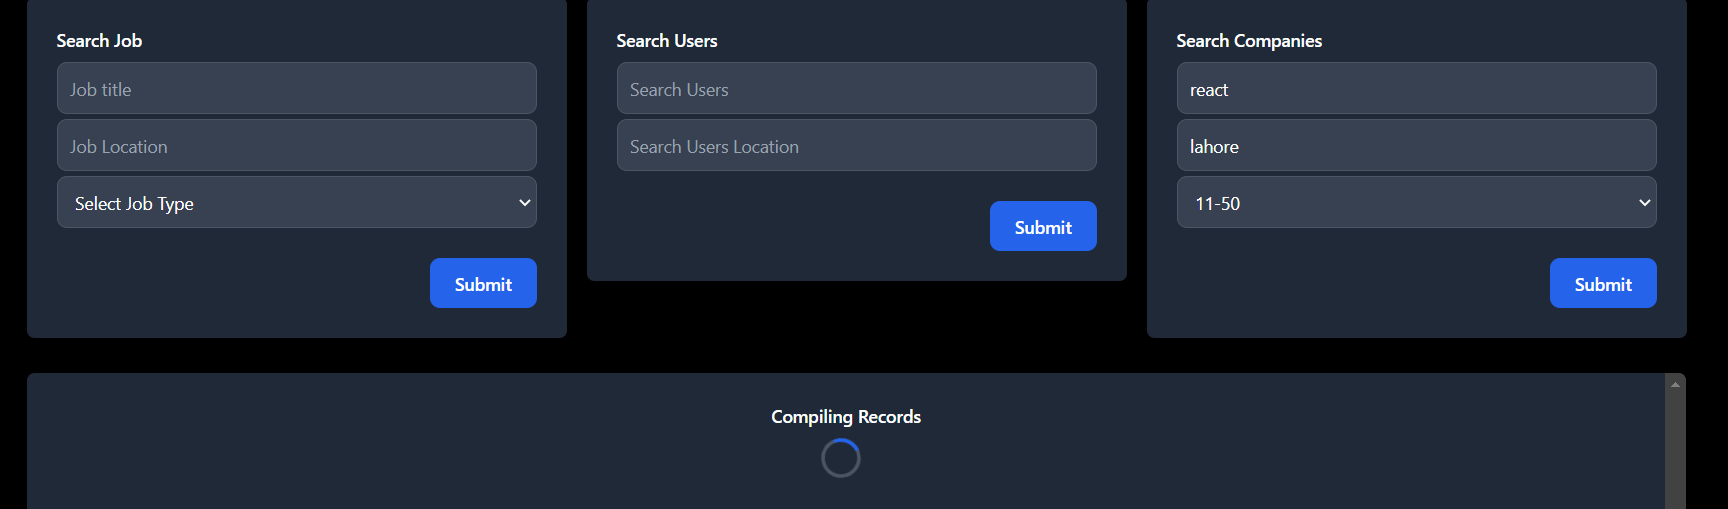 Search Job
Job title
Job Location
Select Job Type
Submit
Search Users
Search Users
Search Users Location
Submit
Search Companies
react
lahore
11-50
Submit
Compiling Records